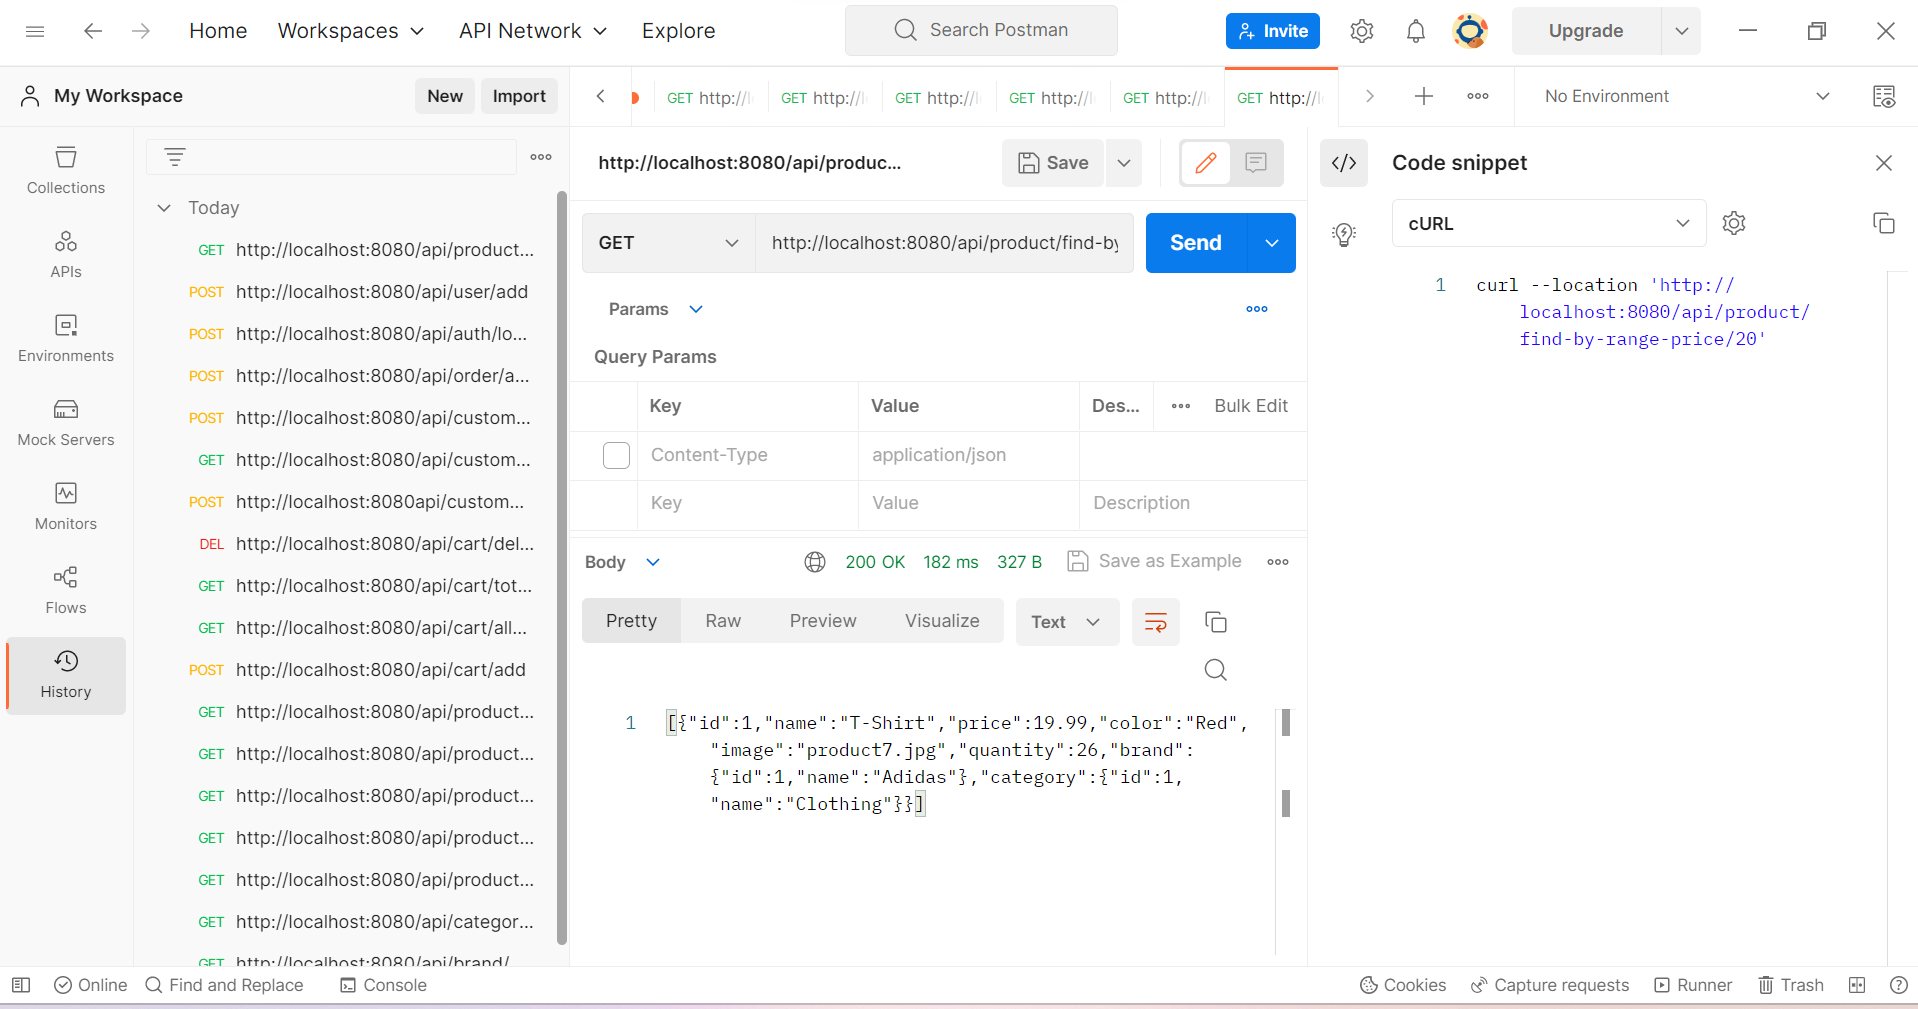 Home Workspaces API Network Explore Search Postman Invite Upgrade
My Workspace New Import
GET http://l GET http://l GET http://l GET http://l GET http://l GET http://l No Environment
Collections
APIs
Environments
Mock Servers
Monitors
Flows
History
Today
GET http://localhost:8080/api/product...
POST http://localhost:8080/api/user/add
POST http://localhost:8080/api/auth/lo...
POST http://localhost:8080/api/order/a...
POST http://localhost:8080/api/custom...
GET http://localhost:8080/api/custom...
POST http://localhost:8080api/custom...
DEL http://localhost:8080/api/cart/del...
GET http://localhost:8080/api/cart/tot...
GET http://localhost:8080/api/cart/all...
POST http://localhost:8080/api/cart/add
GET http://localhost:8080/api/product...
GET http://localhost:8080/api/product...
GET http://localhost:8080/api/product...
GET http://localhost:8080/api/product...
GET http://localhost:8080/api/product...
GET http://localhost:8080/api/categor...
GET http://localhost:8080/api/brand/
http://localhost:8080/api/produc... Save
GET http://localhost:8080/api/product/find-by
Send
Params
Query Params
Key Value Des... Bulk Edit
Content-Type application/json
Key Value Description
Body 200 OK 182 ms 327 B Save as Example
Pretty Raw Preview Visualize Text
1 [{"id":1,"name":"T-Shirt","price":19.99,"color":"Red",
"image":"product7.jpg","quantity":26,"brand":
{"id":1,"name":"Adidas"},"category":{"id":1,
"name":"Clothing"}}]
</> Code snippet
cURL
1 curl --location 'http://
localhost:8080/api/product/
find-by-range-price/20'
Online Find and Replace Console Cookies Capture requests Runner Trash